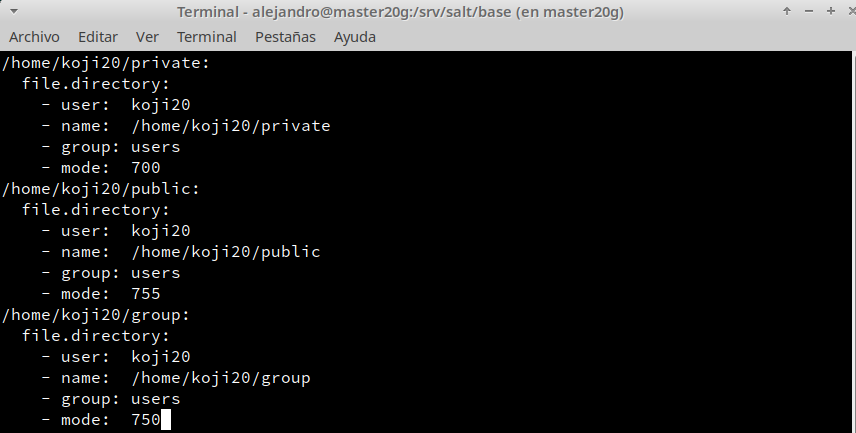 Terminal - alejandro@master20g:/srv/salt/base (en master20g)
Archivo Editar Ver Terminal Pestañas Ayuda
/home/koji20/private:
  file.directory:
    - user:  koji20
    - name:  /home/koji20/private
    - group: users
    - mode:  700
/home/koji20/public:
  file.directory:
    - user:  koji20
    - name:  /home/koji20/public
    - group: users
    - mode:  755
/home/koji20/group:
  file.directory:
    - user:  koji20
    - name:  /home/koji20/group
    - group: users
    - mode:  750